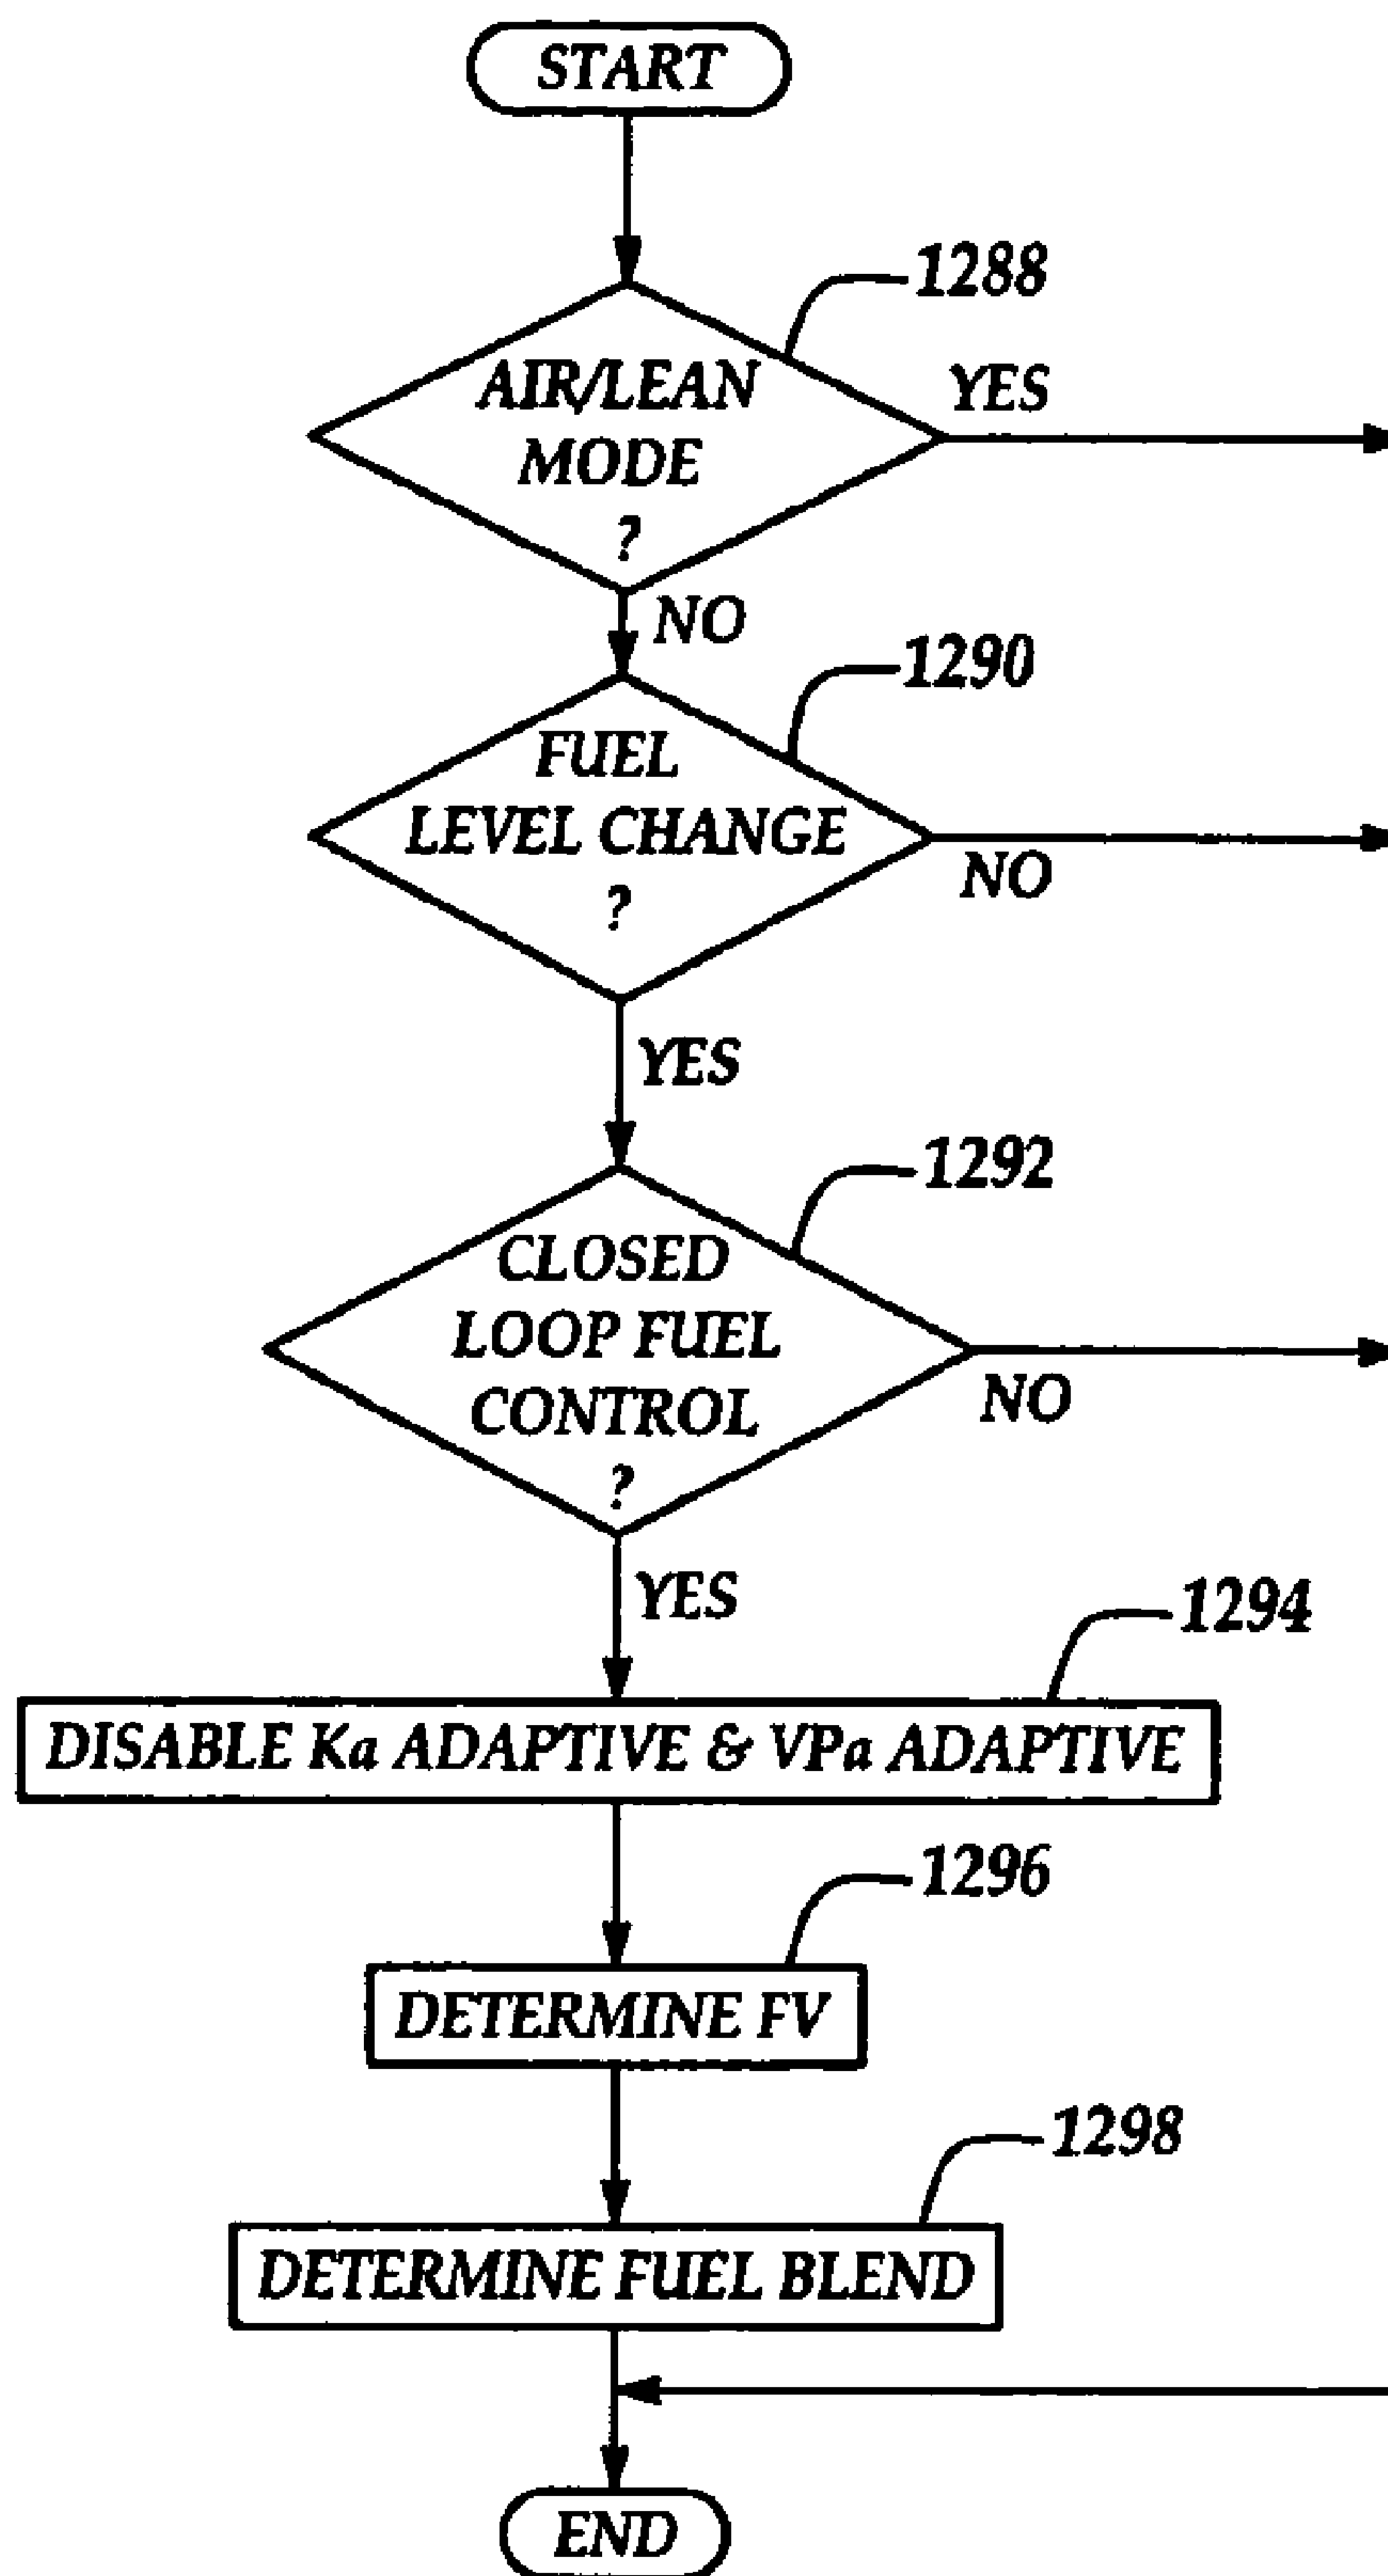 START
1288
AIR/LEAN
MODE
?
YES
NO
1290
FUEL
LEVEL CHANGE
?
NO
YES
1292
CLOSED
LOOP FUEL
CONTROL
?
NO
YES
1294
DISABLE Ka ADAPTIVE & VPa ADAPTIVE
1296
DETERMINE FV
1298
DETERMINE FUEL BLEND
END